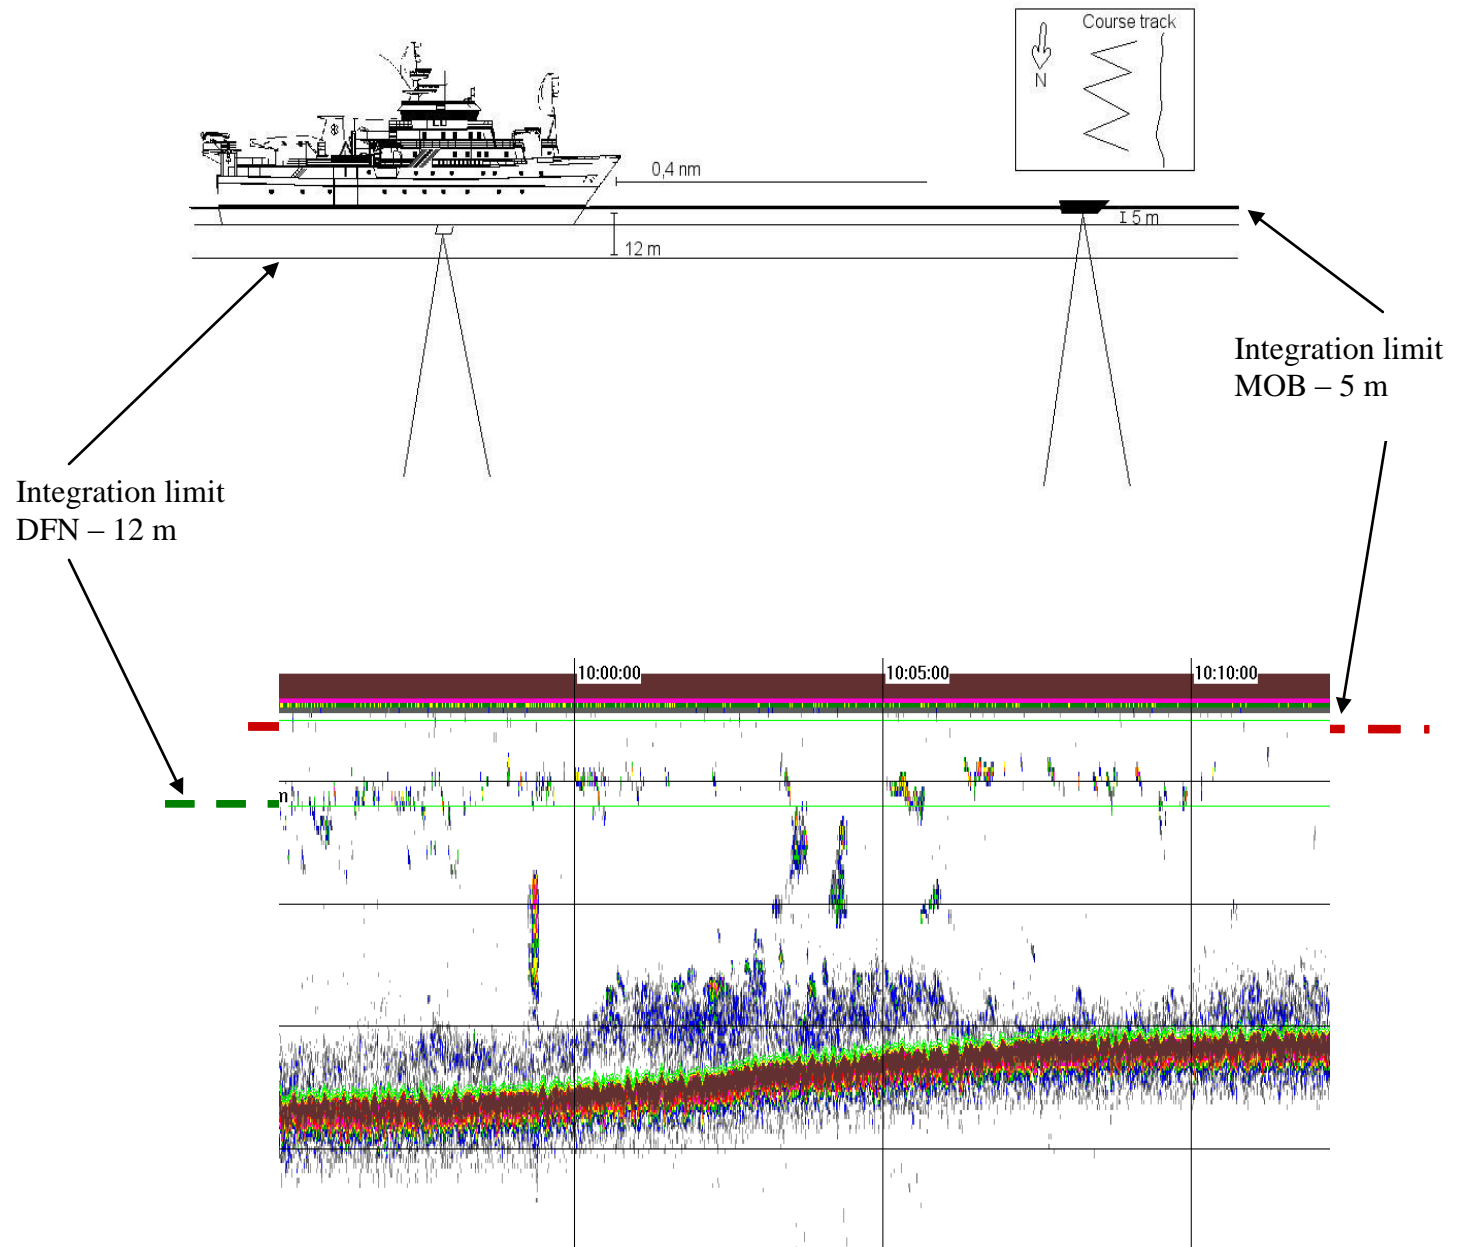 Course track
N
0,4 nm
5 m
12 m
Integration limit
MOB – 5 m
Integration limit
DFN – 12 m
10:00:00
10:05:00
10:10:00
n